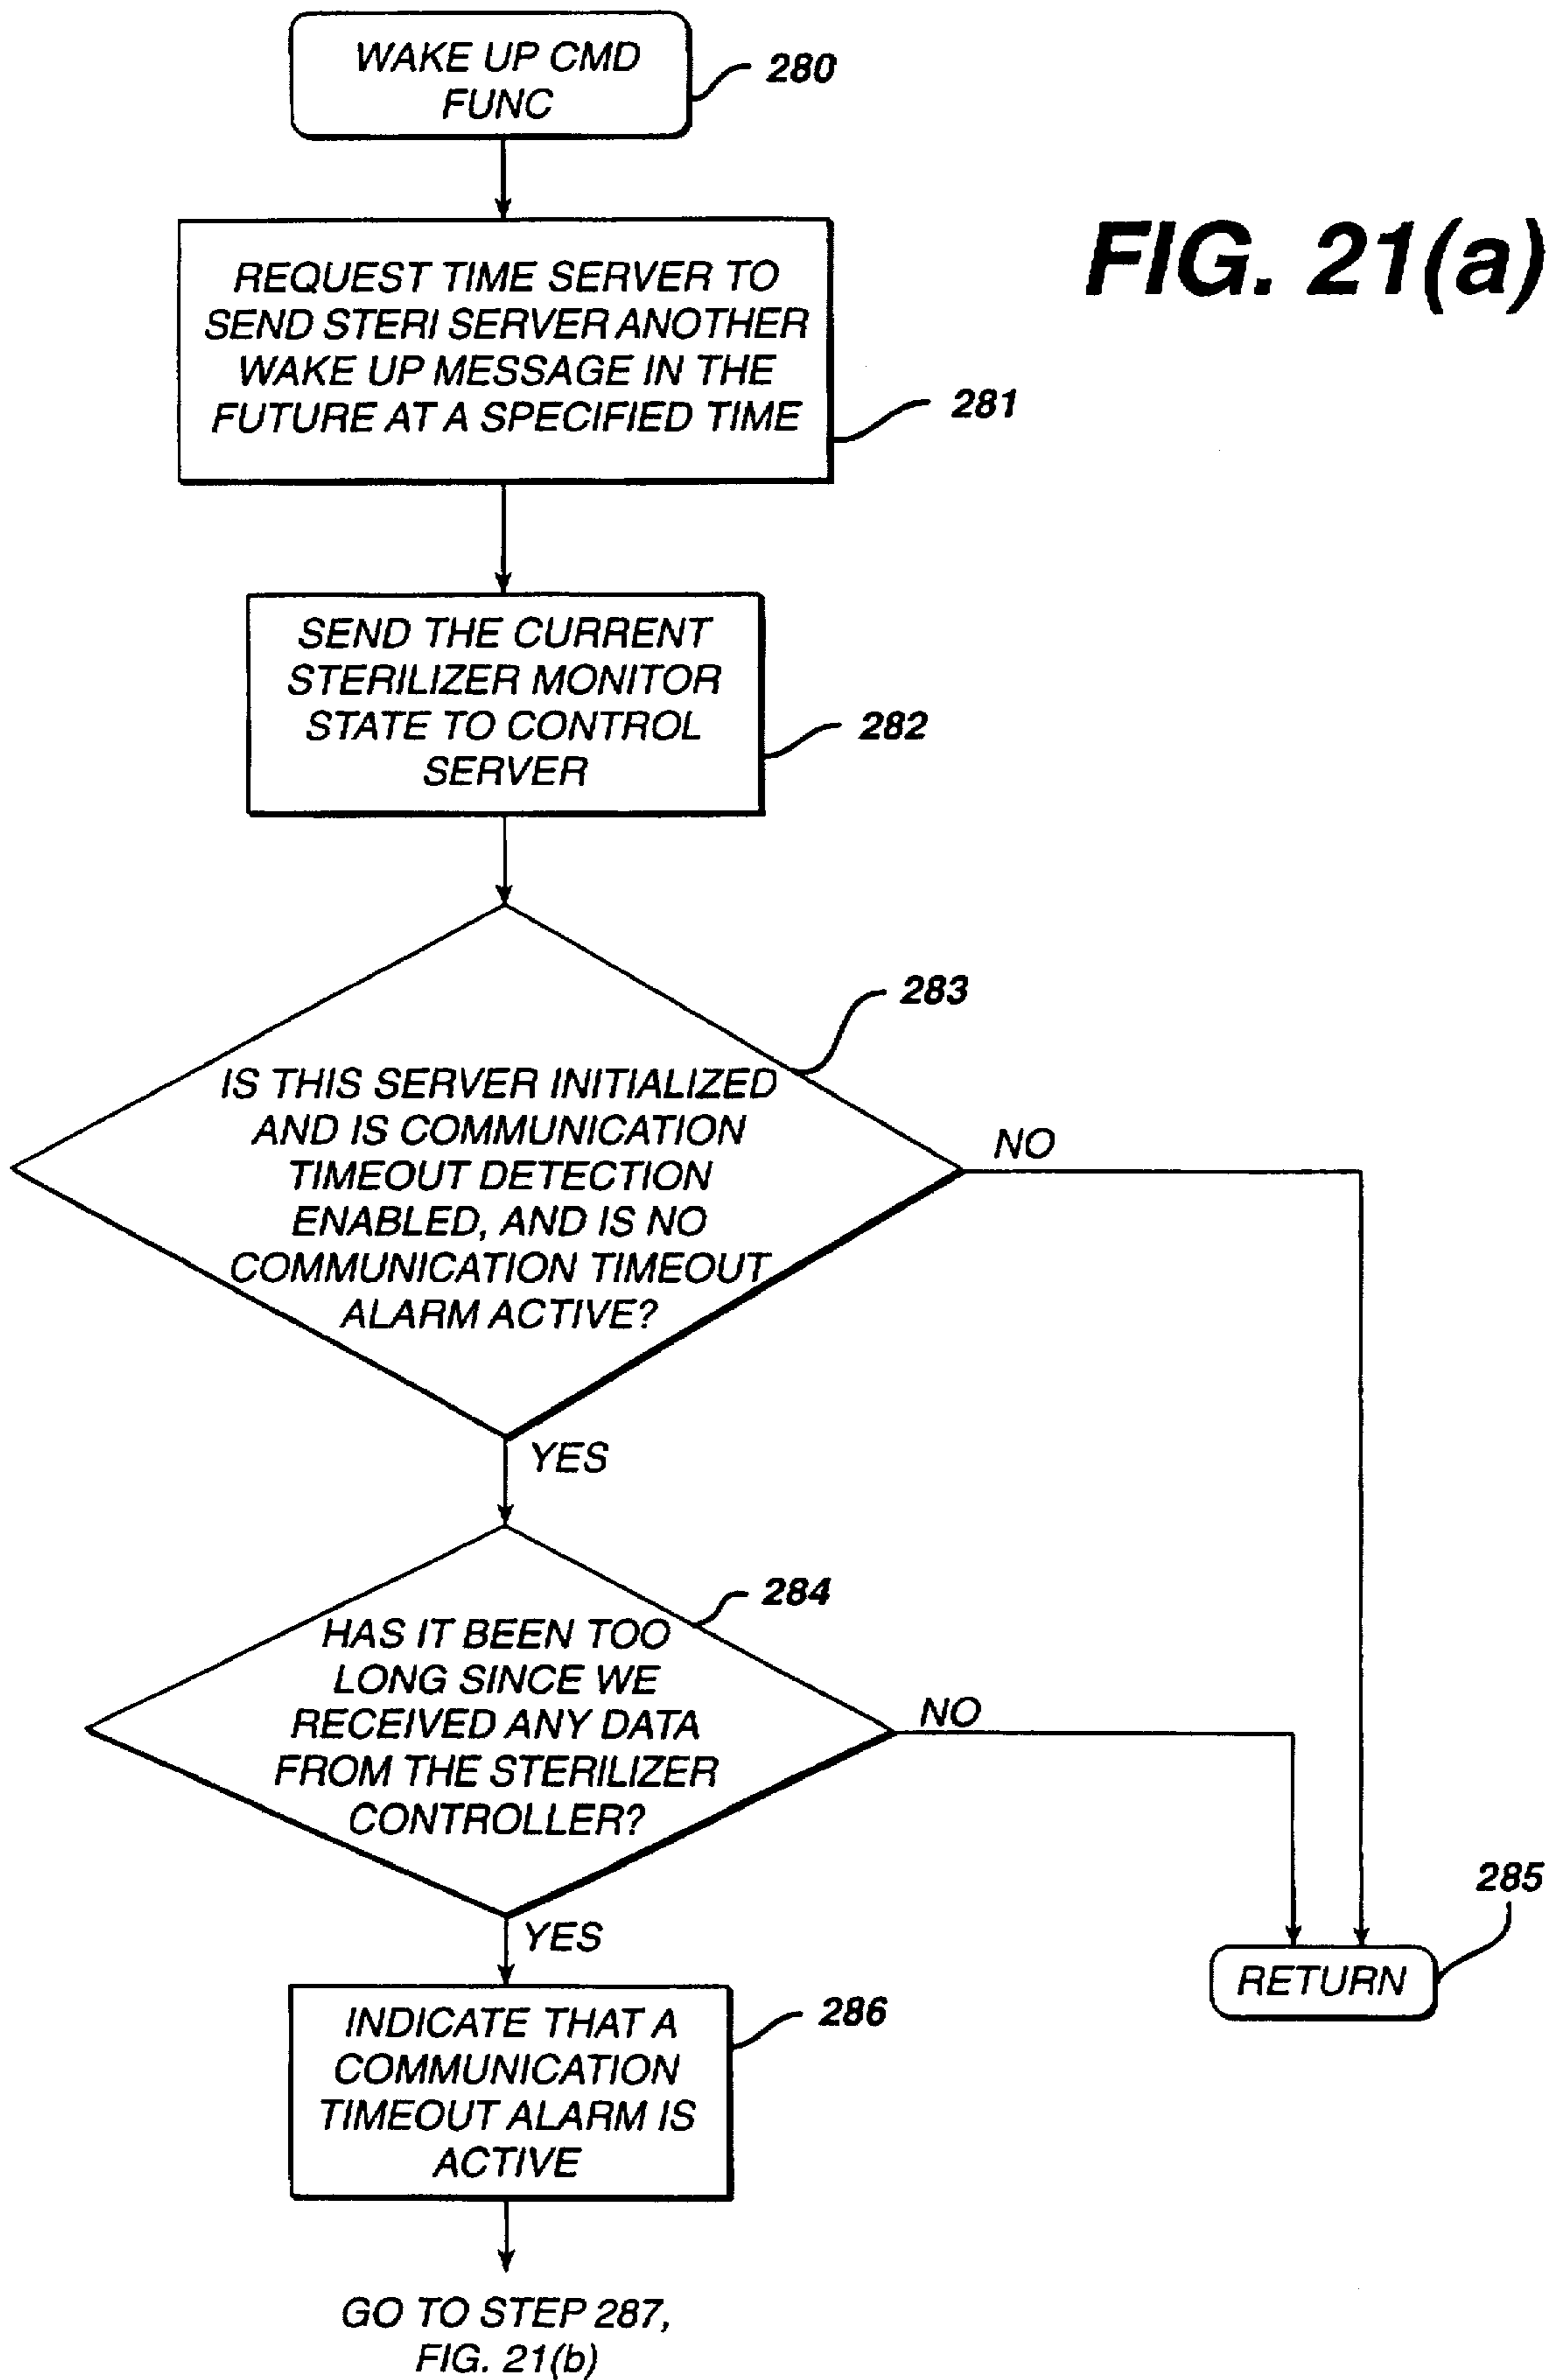 WAKE UP CMD
FUNC
280
FIG. 21(a)
REQUEST TIME SERVER TO
SEND STERI SERVER ANOTHER
WAKE UP MESSAGE IN THE
FUTURE AT A SPECIFIED TIME
281
SEND THE CURRENT
STERILIZER MONITOR
STATE TO CONTROL
SERVER
282
283
IS THIS SERVER INITIALIZED
AND IS COMMUNICATION
TIMEOUT DETECTION
ENABLED, AND IS NO
COMMUNICATION TIMEOUT
ALARM ACTIVE?
NO
YES
284
HAS IT BEEN TOO
LONG SINCE WE
RECEIVED ANY DATA
FROM THE STERILIZER
CONTROLLER?
NO
YES
285
RETURN
INDICATE THAT A
COMMUNICATION
TIMEOUT ALARM IS
ACTIVE
286
GO TO STEP 287,
FIG. 21(b)